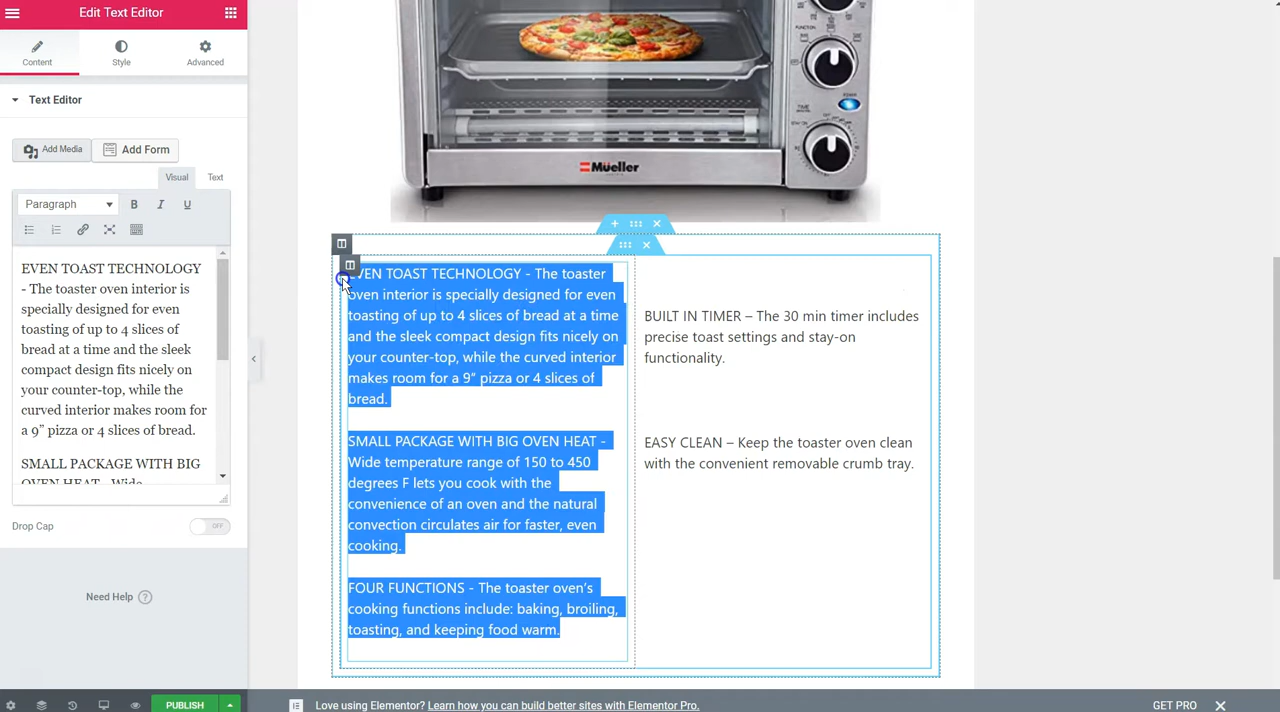 Edit Text Editor
Content
Style
Advanced
Text Editor
Add Media
Add Form
Visual
Text
Paragraph
B
I
U
EVEN TOAST TECHNOLOGY
- The toaster oven interior is
specially designed for even
toasting of up to 4 slices of
bread at a time and the sleek
compact design fits nicely on
your counter-top, while the
curved interior makes room for
a 9” pizza or 4 slices of bread.
SMALL PACKAGE WITH BIG
OVEN HEAT - Wide
Drop Cap
OFF
Need Help
PUBLISH
FUNCTION
POWER
TIME
STAY ON
Mueller
EVEN TOAST TECHNOLOGY - The toaster
oven interior is specially designed for even
toasting of up to 4 slices of bread at a time
and the sleek compact design fits nicely on
your counter-top, while the curved interior
makes room for a 9” pizza or 4 slices of
bread.
SMALL PACKAGE WITH BIG OVEN HEAT -
Wide temperature range of 150 to 450
degrees F lets you cook with the
convenience of an oven and the natural
convection circulates air for faster, even
cooking.
FOUR FUNCTIONS - The toaster oven’s
cooking functions include: baking, broiling,
toasting, and keeping food warm.
BUILT IN TIMER – The 30 min timer includes
precise toast settings and stay-on
functionality.
EASY CLEAN – Keep the toaster oven clean
with the convenient removable crumb tray.
Love using Elementor? Learn how you can build better sites with Elementor Pro.
GET PRO